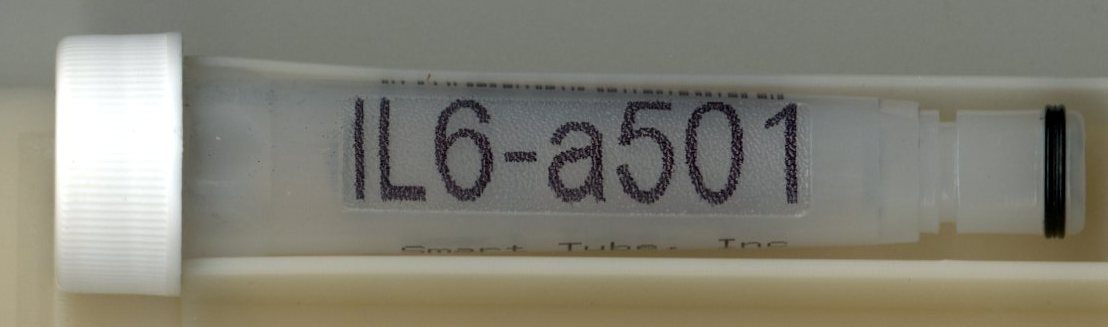 IL6-a501
Smart Tube, Inc